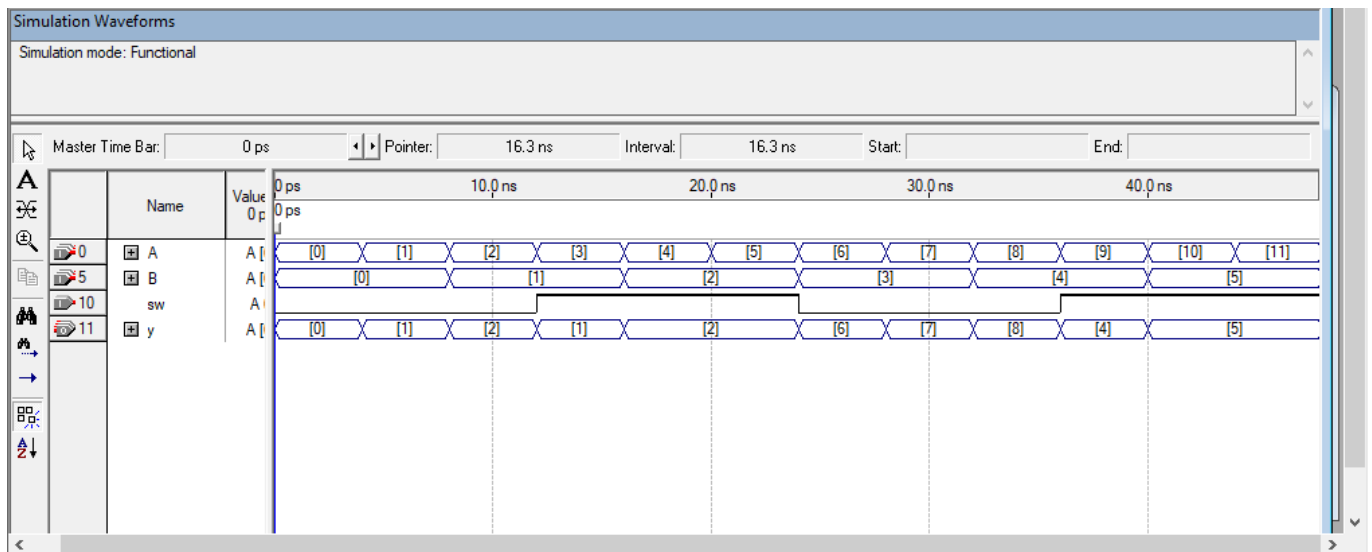 Simulation Waveforms
Simulation mode: Functional
Master Time Bar: 0 ps Pointer: 16.3 ns Interval: 16.3 ns Start: End:
Name Value 0 p
0 ps 10.0 ns 20.0 ns 30.0 ns 40.0 ns
0 ps
0 A A [ [0] [1] [2] [3] [4] [5] [6] [7] [8] [9] [10] [11]
5 B A [ [0] [1] [2] [3] [4] [5]
10 sw A
11 y A [ [0] [1] [2] [1] [2] [6] [7] [8] [4] [5]